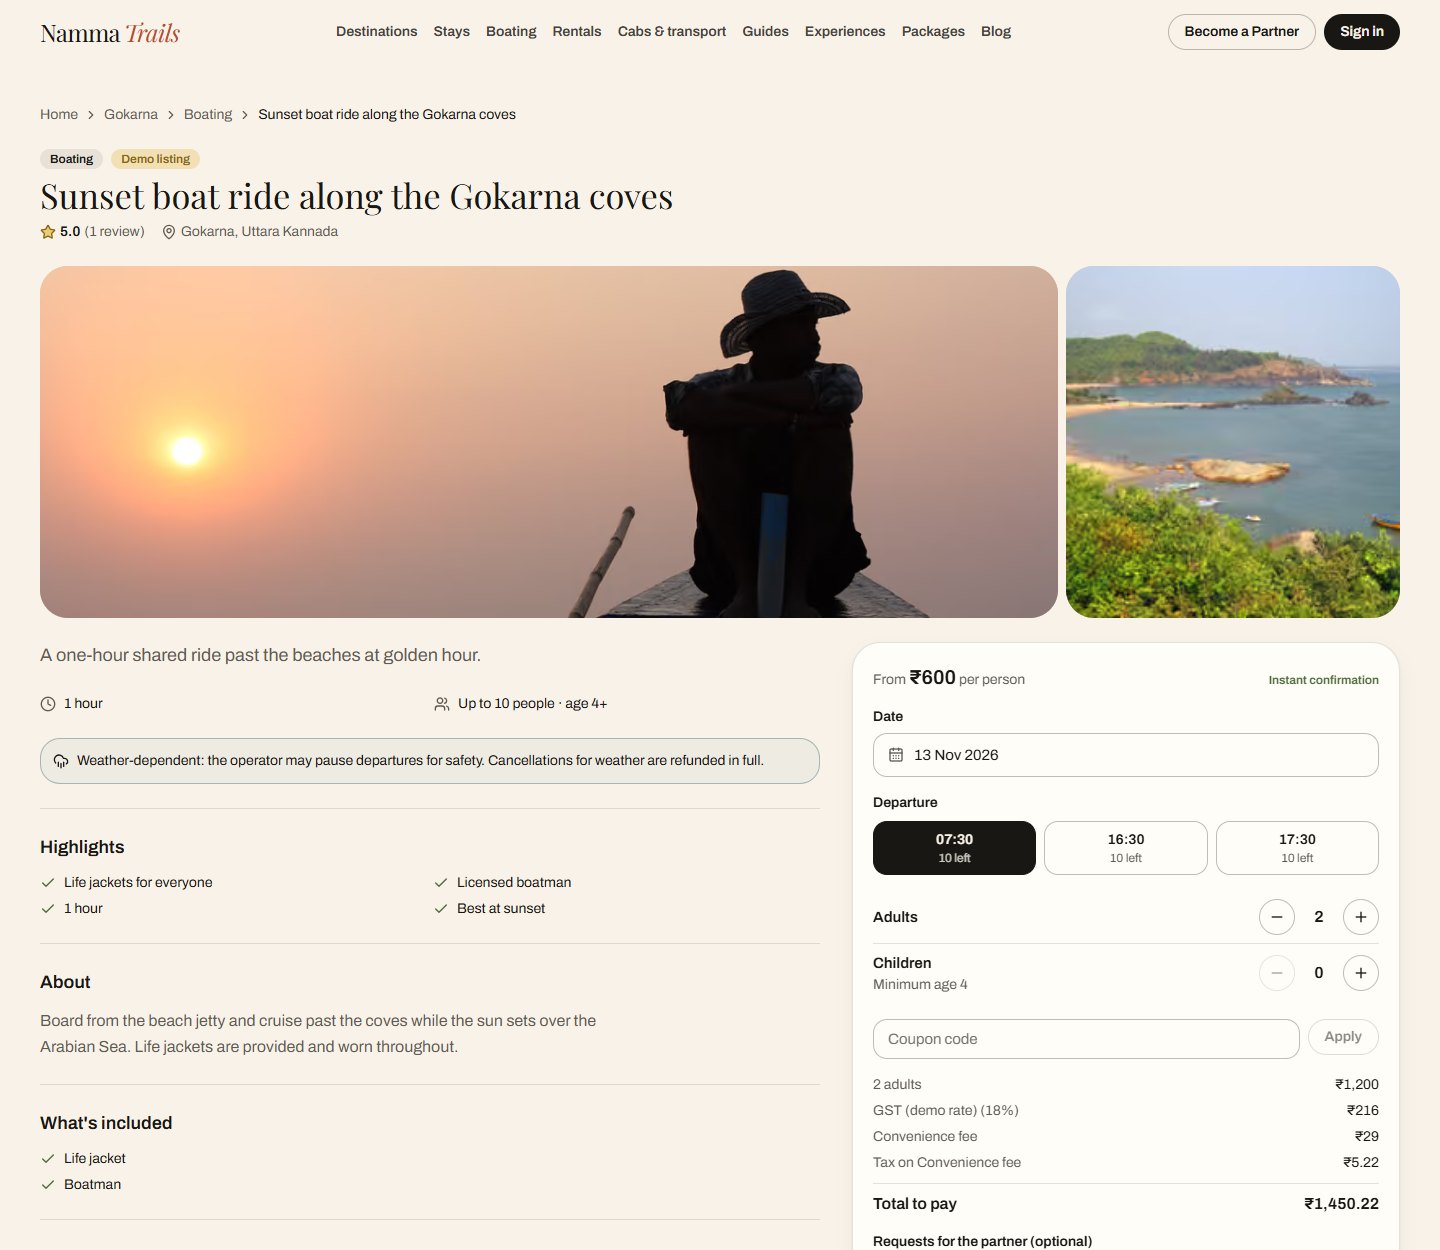 Namma Trails
Destinations Stays Boating Rentals Cabs & transport Guides Experiences Packages Blog
Become a Partner
Sign in
Home > Gokarna > Boating > Sunset boat ride along the Gokarna coves
Boating Demo listing
Sunset boat ride along the Gokarna coves
5.0 (1 review) Gokarna, Uttara Kannada
A one-hour shared ride past the beaches at golden hour.
1 hour
Up to 10 people · age 4+
Weather-dependent: the operator may pause departures for safety. Cancellations for weather are refunded in full.
Highlights
Life jackets for everyone
Licensed boatman
1 hour
Best at sunset
About
Board from the beach jetty and cruise past the coves while the sun sets over the
Arabian Sea. Life jackets are provided and worn throughout.
What's included
Life jacket
Boatman
From ₹600 per person
Instant confirmation
Date
13 Nov 2026
Departure
07:30
10 left
16:30
10 left
17:30
10 left
Adults
2
Children
Minimum age 4
0
Coupon code
Apply
2 adults ₹1,200
GST (demo rate) (18%) ₹216
Convenience fee ₹29
Tax on Convenience fee ₹5.22
Total to pay ₹1,450.22
Requests for the partner (optional)